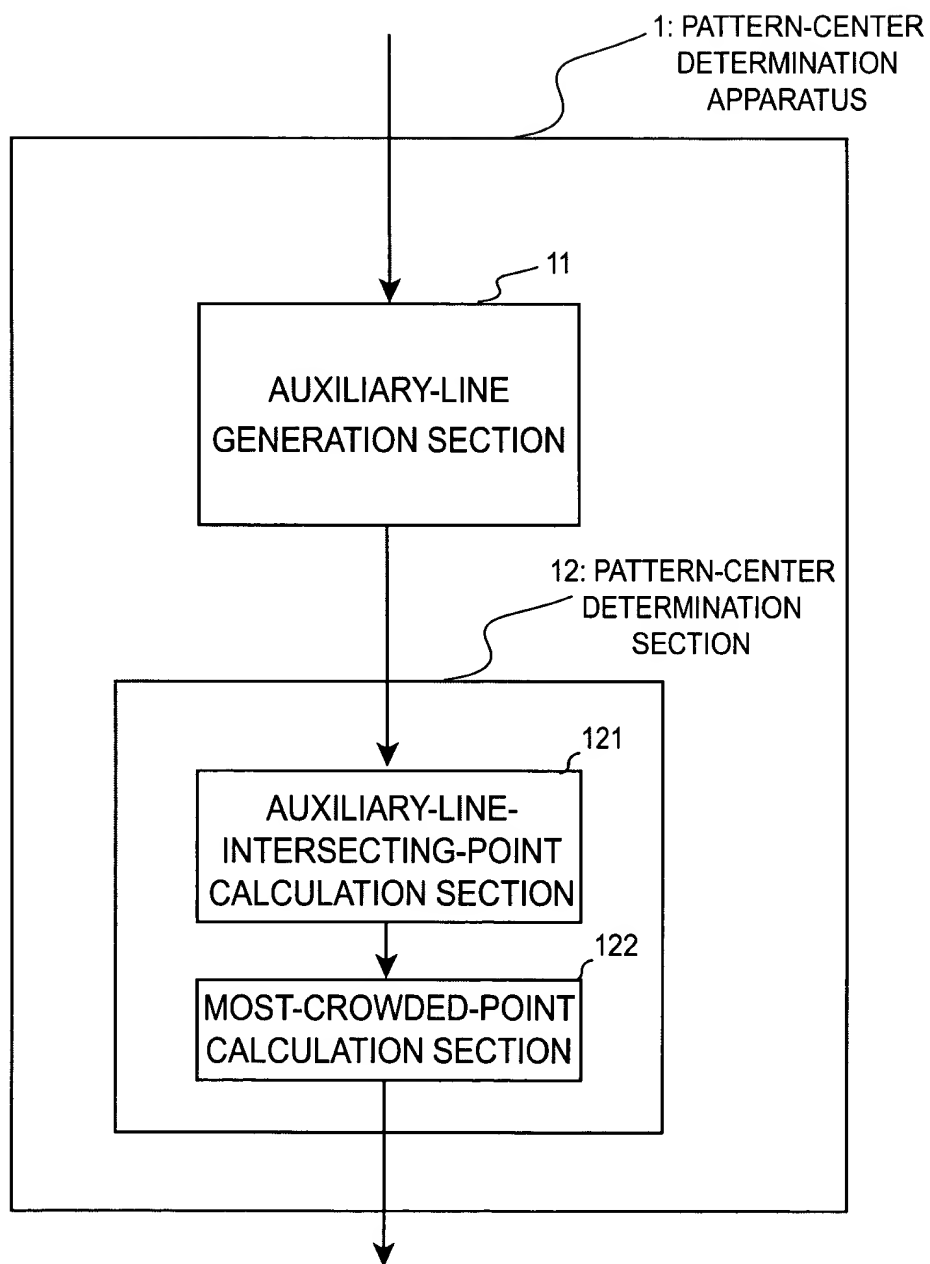 1: PATTERN-CENTER
DETERMINATION
APPARATUS
11
AUXILIARY-LINE
GENERATION SECTION
12: PATTERN-CENTER
DETERMINATION
SECTION
121
AUXILIARY-LINE-
INTERSECTING-POINT
CALCULATION SECTION
122
MOST-CROWDED-POINT
CALCULATION SECTION